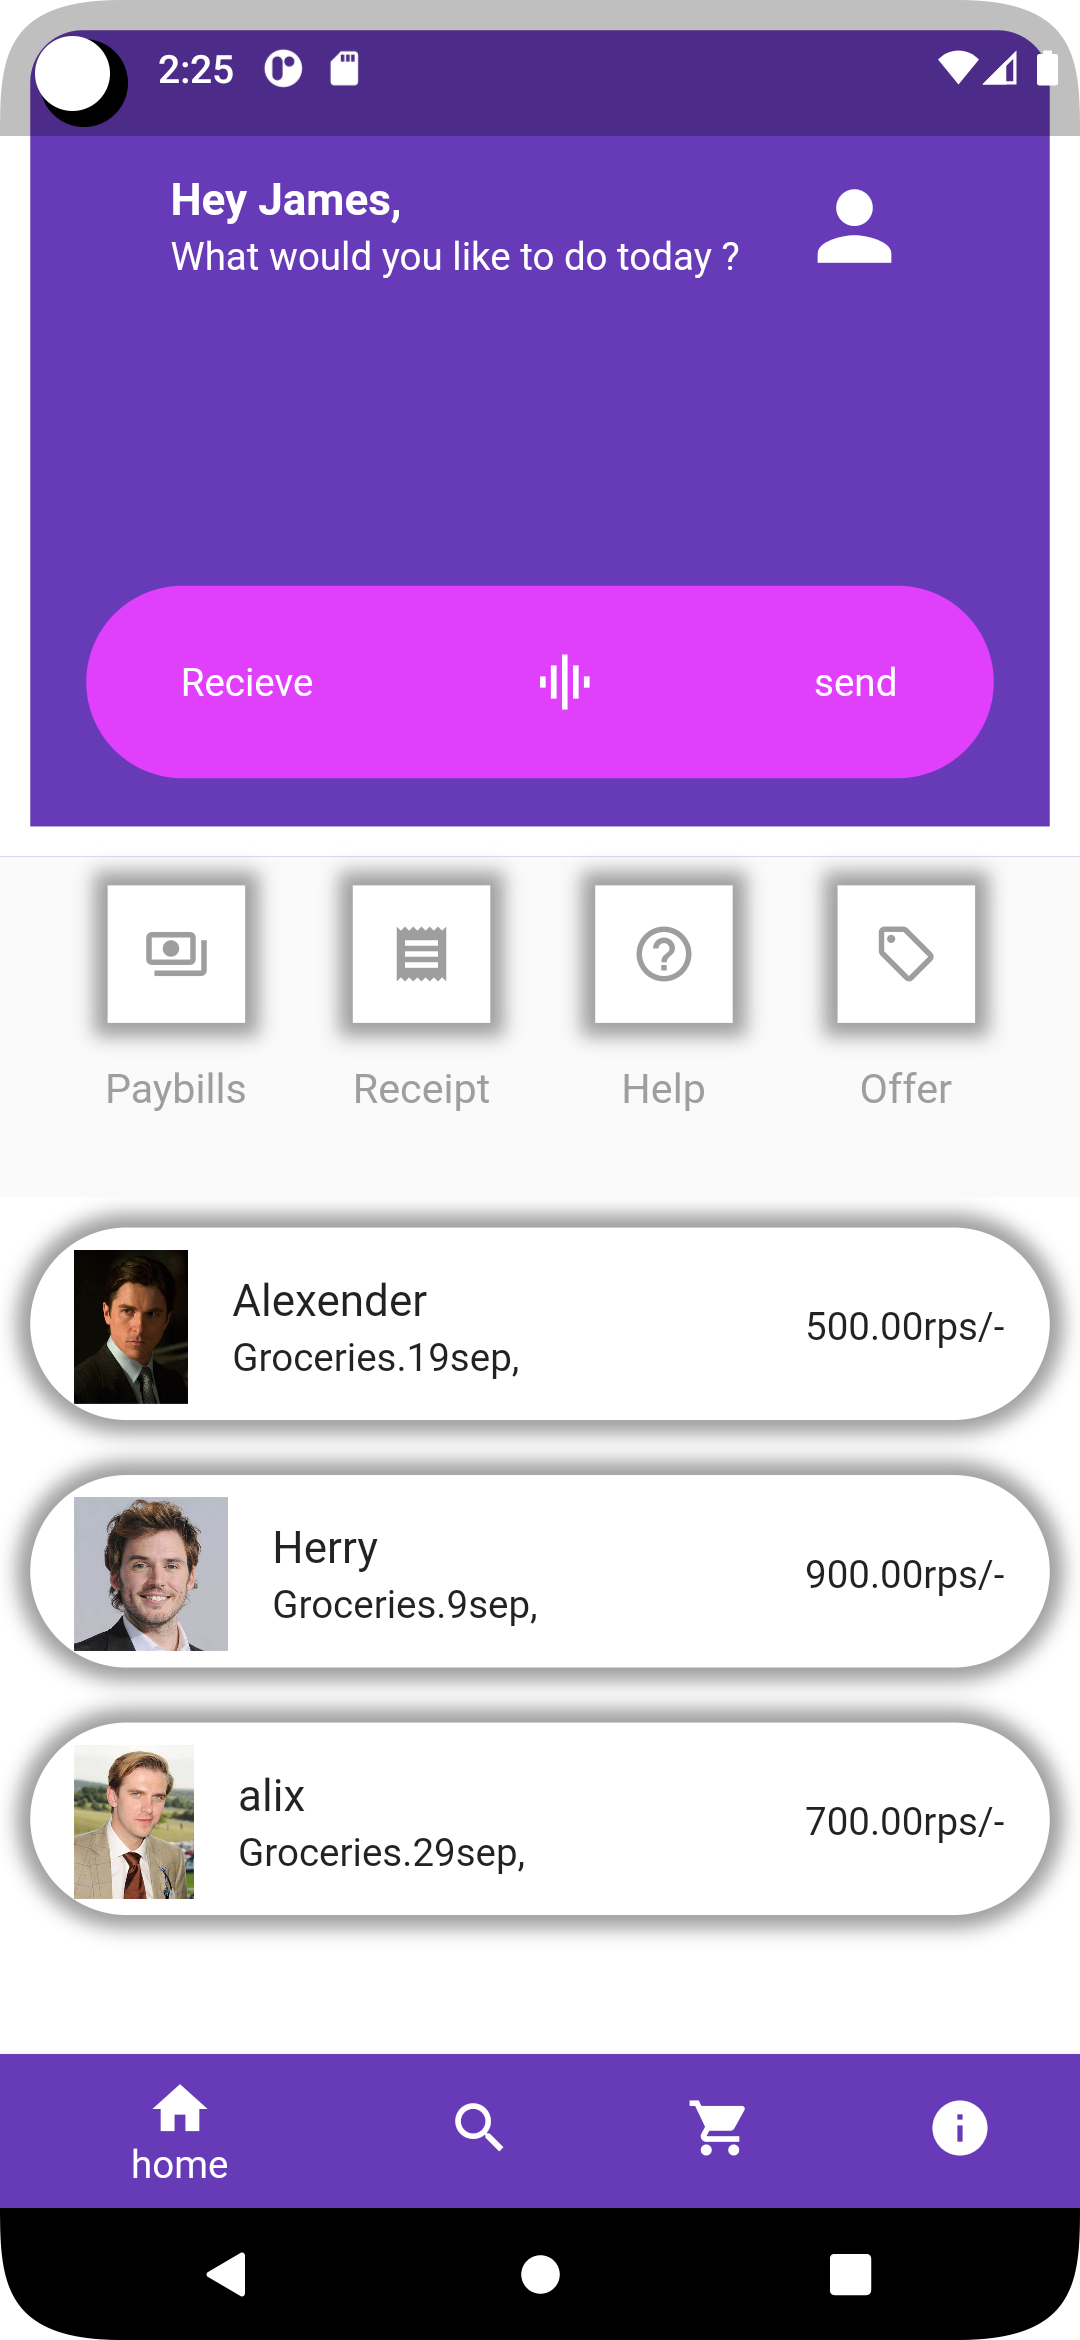 2:25
Hey James,
What would you like to do today ?
Recieve send
Paybills Receipt Help Offer
Alexender
Groceries.19sep,
500.00rps/-
Herry
Groceries.9sep,
900.00rps/-
alix
Groceries.29sep,
700.00rps/-
home